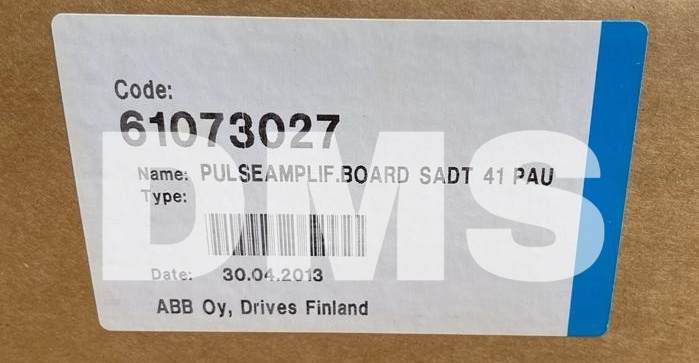 Code:
61073027
Name: PULSEAMPLIF.BOARD SADT 41 PAU
Type:
Date: 30.04.2013
ABB Oy, Drives Finland
DMS